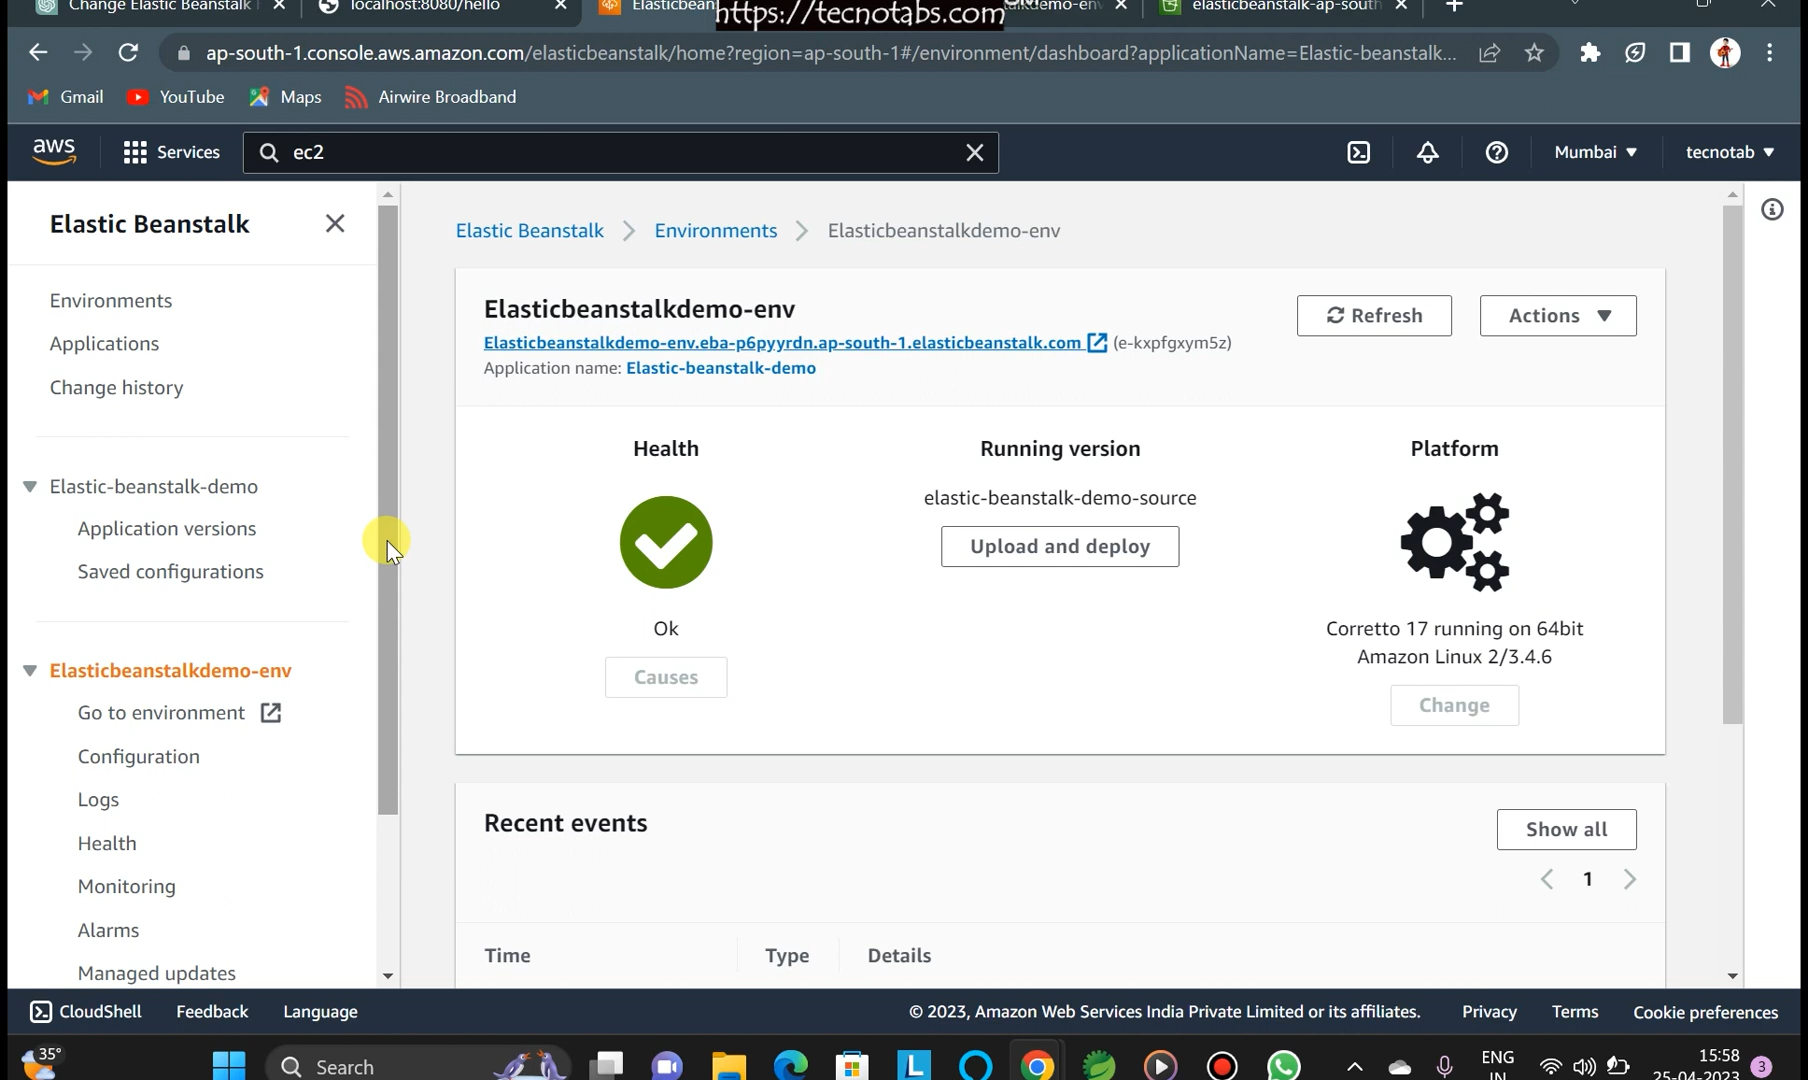 Change Elastic Beanstalk
localhost:8080/hello
Elasticbean
https://tecnotabs.com
kdemo-env
elasticbeanstalk-ap-south
ap-south-1.console.aws.amazon.com/elasticbeanstalk/home?region=ap-south-1#/environment/dashboard?applicationName=Elastic-beanstalk...
Gmail
YouTube
Maps
Airwire Broadband
aws
Services
ec2
Mumbai
tecnotab
Elastic Beanstalk
Environments
Applications
Change history
Elastic-beanstalk-demo
Application versions
Saved configurations
Elasticbeanstalkdemo-env
Go to environment
Configuration
Logs
Health
Monitoring
Alarms
Managed updates
Elastic Beanstalk
Environments
Elasticbeanstalkdemo-env
Elasticbeanstalkdemo-env
Refresh
Actions
Elasticbeanstalkdemo-env.eba-p6pyyrdn.ap-south-1.elasticbeanstalk.com (e-kxpfgxym5z)
Application name: Elastic-beanstalk-demo
Health
Ok
Causes
Running version
elastic-beanstalk-demo-source
Upload and deploy
Platform
Corretto 17 running on 64bit
Amazon Linux 2/3.4.6
Change
Recent events
Show all
1
Time
Type
Details
CloudShell
Feedback
Language
© 2023, Amazon Web Services India Private Limited or its affiliates.
Privacy
Terms
Cookie preferences
35°
Search
L
ENG
IN
15:58
25-04-2023
3